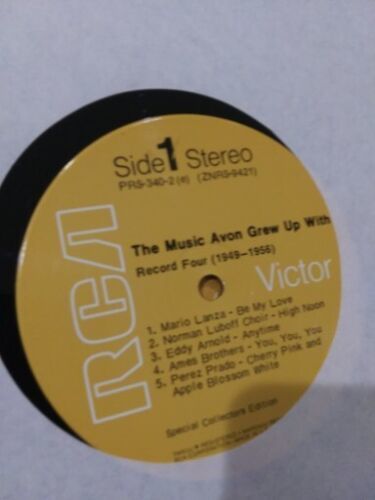 Side 1 Stereo
PRS-340-2 (e) (ZNRS-9421)
The Music Avon Grew Up With
Record Four (1949-1956)
RCA
Victor
1. Mario Lanza - Be My Love
2. Norman Luboff Choir - High Noon
3. Eddy Arnold - Anytime
4. Ames Brothers - You, You, You
5. Perez Prado - Cherry Pink and
Apple Blossom White
Special Collectors Edition